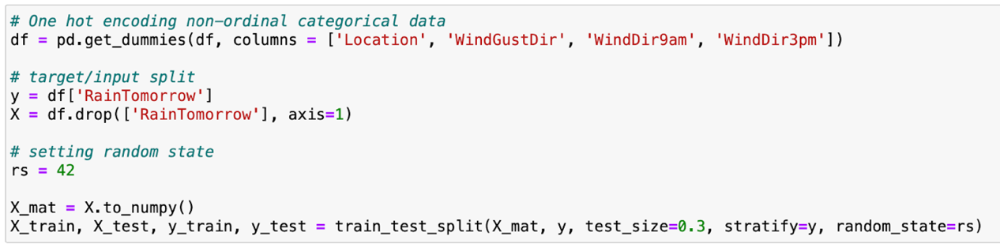 # One hot encoding non-ordinal categorical data
df = pd.get_dummies(df, columns = ['Location', 'WindGustDir', 'WindDir9am', 'WindDir3pm'])
# target/input split
y = df['RainTomorrow']
X = df.drop(['RainTomorrow'], axis=1)
# setting random state
rs = 42
X_mat = X.to_numpy()
X_train, X_test, y_train, y_test = train_test_split(X_mat, y, test_size=0.3, stratify=y, random_state=rs)